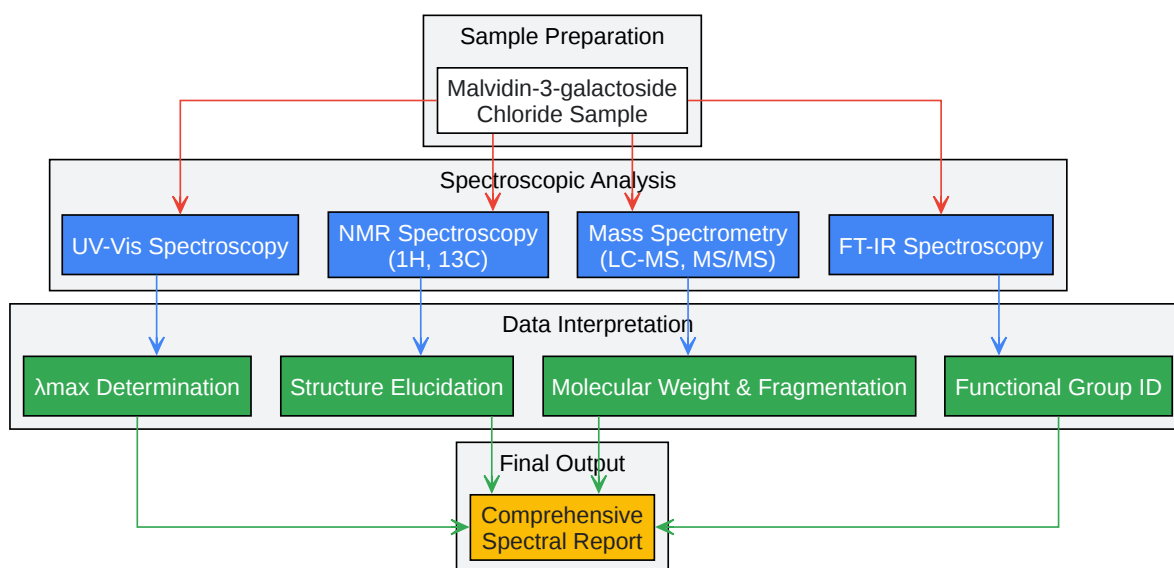 Sample Preparation
Malvidin-3-galactoside
Chloride Sample
Spectroscopic Analysis
UV-Vis Spectroscopy
NMR Spectroscopy
(1H, 13C)
Mass Spectrometry
(LC-MS, MS/MS)
FT-IR Spectroscopy
Data Interpretation
λmax Determination
Structure Elucidation
Molecular Weight & Fragmentation
Functional Group ID
Final Output
Comprehensive
Spectral Report